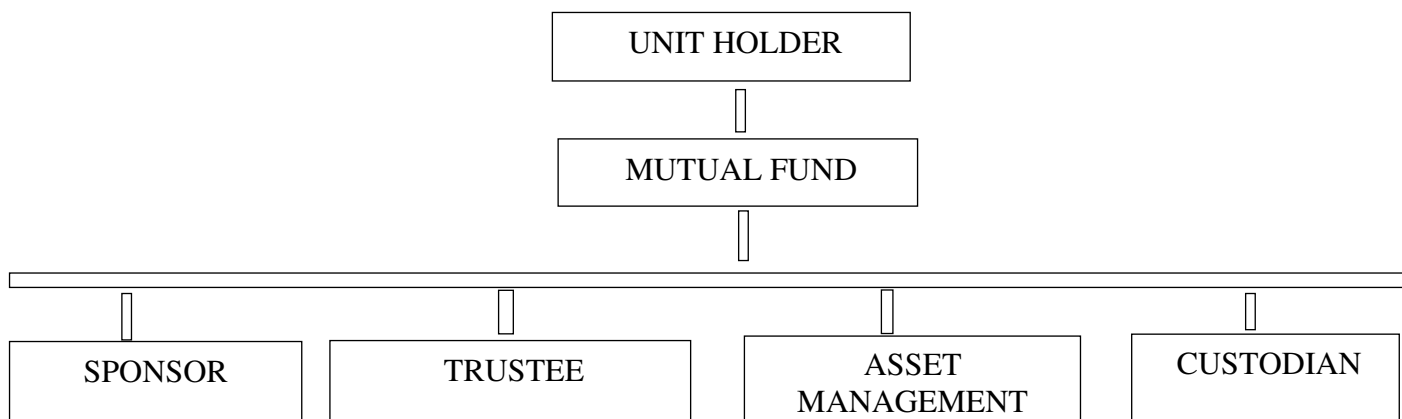 UNIT HOLDER
MUTUAL FUND
SPONSOR
TRUSTEE
ASSET
MANAGEMENT
CUSTODIAN